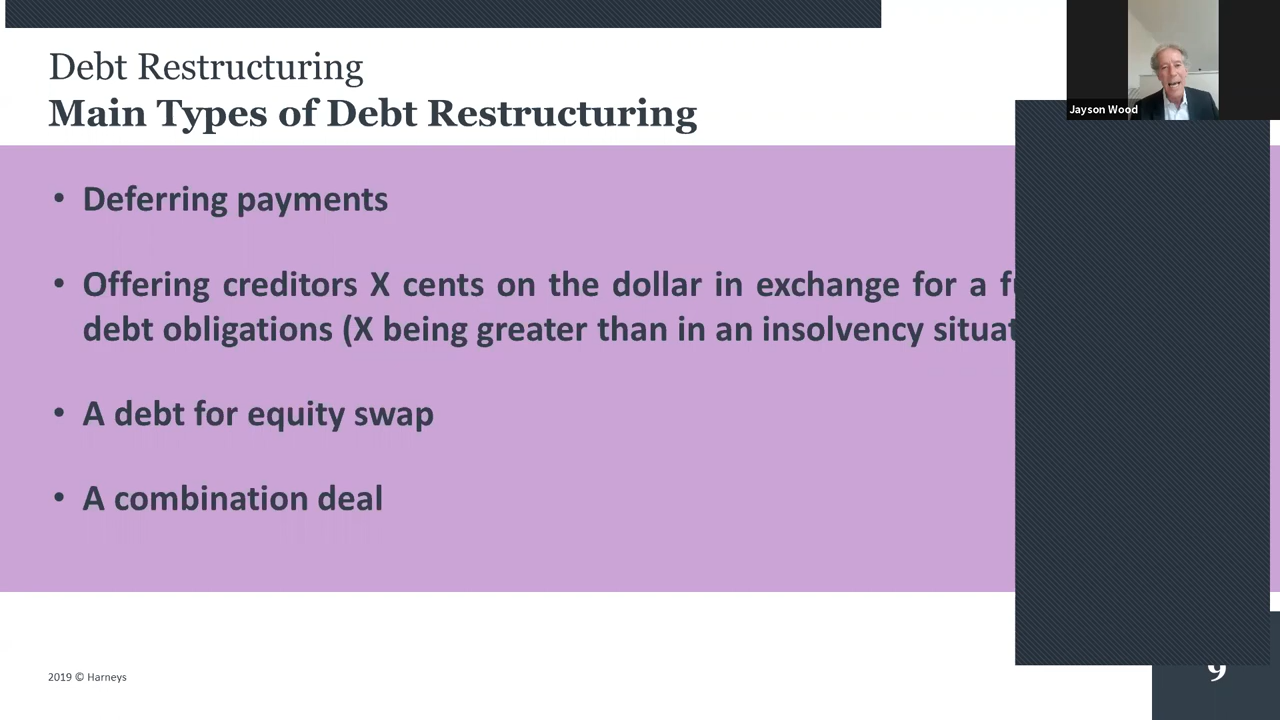 Debt Restructuring
Main Types of Debt Restructuring
Jayson Wood
• Deferring payments
• Offering creditors X cents on the dollar in exchange for a
debt obligations (X being greater than in an insolvency
• A debt for equity swap
• A combination deal
2019 © Harneys
9